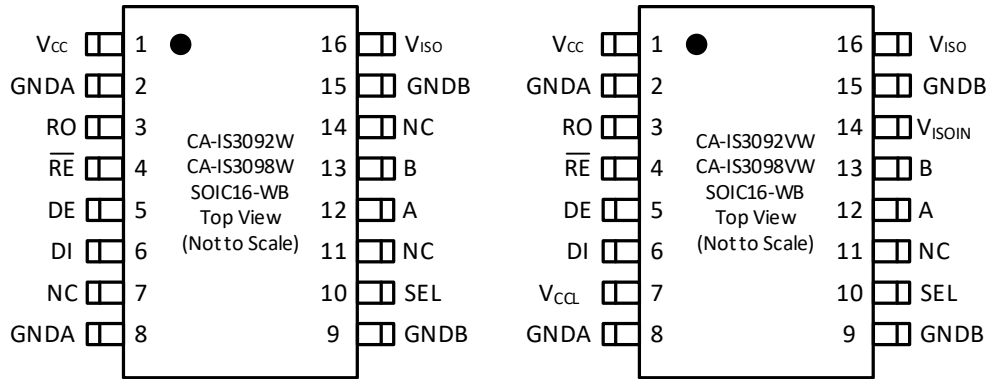 VCC 1 16 VISO
GNDA 2 15 GNDB
RO 3 14 NC
RE 4 13 B
DE 5 12 A
DI 6 11 NC
NC 7 10 SEL
GNDA 8 9 GNDB
CA-IS3092W
CA-IS3098W
SOIC16-WB
Top View
(Not to Scale)
VCC 1 16 VISO
GNDA 2 15 GNDB
RO 3 14 VISOIN
RE 4 13 B
DE 5 12 A
DI 6 11 NC
VCCL 7 10 SEL
GNDA 8 9 GNDB
CA-IS3092VW
CA-IS3098VW
SOIC16-WB
Top View
(Not to Scale)